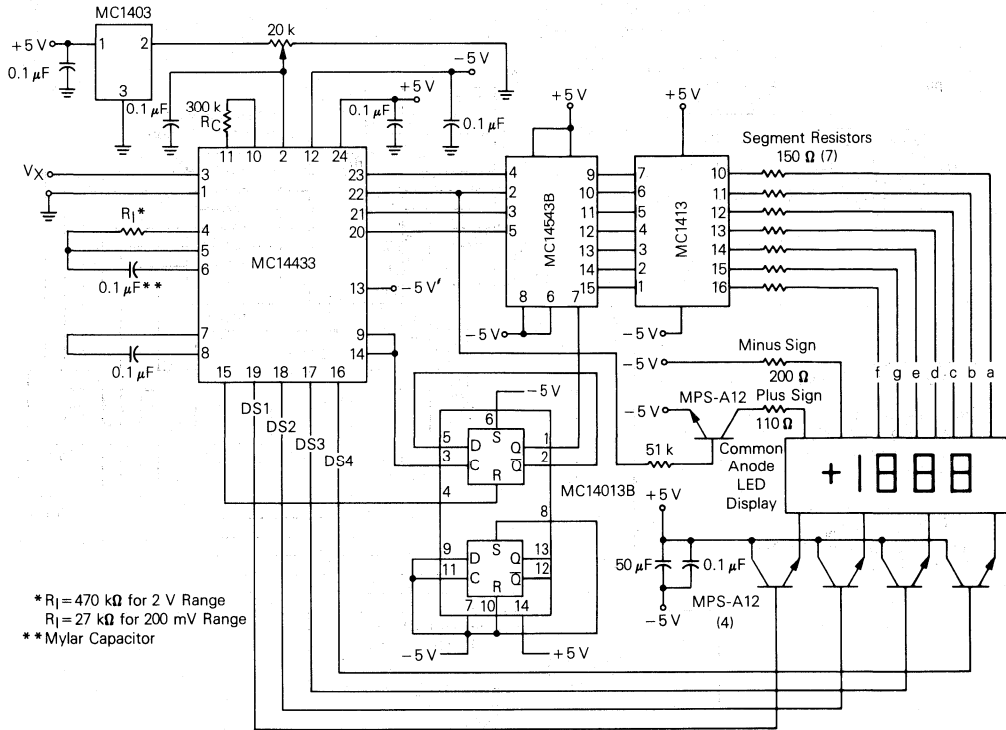 MC1403
+5 V
1
2
3
0.1 µF
20 k
−5 V
+5 V
0.1 µF
0.1 µF
0.1 µF
300 k
RC
11 10 2 12 24
VX
3
1
RI*
4
5
6
0.1 µF**
7
8
0.1 µF
MC14433
23
22
21
20
13
−5 V′
9
14
15 19 18 17 16
DS1
DS2
DS3
DS4
+5 V
4
2
3
5
MC14543B
9
10
11
12
13
14
15
8 6 7
−5 V
+5 V
7
6
5
4
3
2
1
MC1413
10
11
12
13
14
15
16
−5 V
Segment Resistors
150 Ω (7)
Minus Sign
−5 V
200 Ω
MPS-A12
Plus Sign
−5 V
110 Ω
51 k
f g e d c b a
Common
Anode
LED
Display
+1888
−5 V
6
S
5 D Q 1
3 C Q̅ 2
R
4
MC14013B
8
S
9 D Q 13
11 C Q̅ 12
R
7 10 14
−5 V
+5 V
+5 V
50 µF
0.1 µF
−5 V
MPS-A12
(4)
*RI = 470 kΩ for 2 V Range
RI = 27 kΩ for 200 mV Range
**Mylar Capacitor